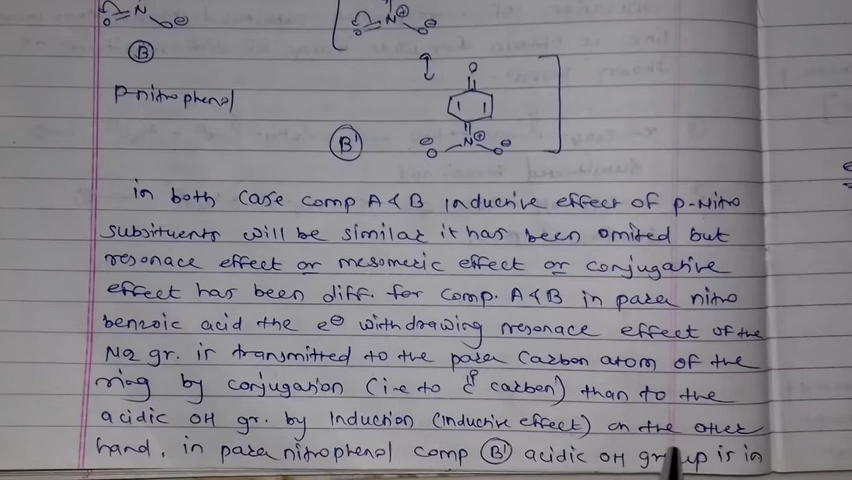 B
p-nitrophenol
B'
in both case comp A & B inductive effect of p-Nitro
subsituents will be similar it has been omited but
resonace effect or mesomeric effect or conjugative
effect has been diff. for comp. A & B in para nitro
benzoic acid the e⊖ withdrawing resonace effect of the
No2 gr. is transmitted to the para carbon atom of the
ring by conjugation (i.e to carbon) than to the
acidic OH gr. by Induction (inductive effect) on the other
hand, in para nitrophenol comp B' acidic OH group is in